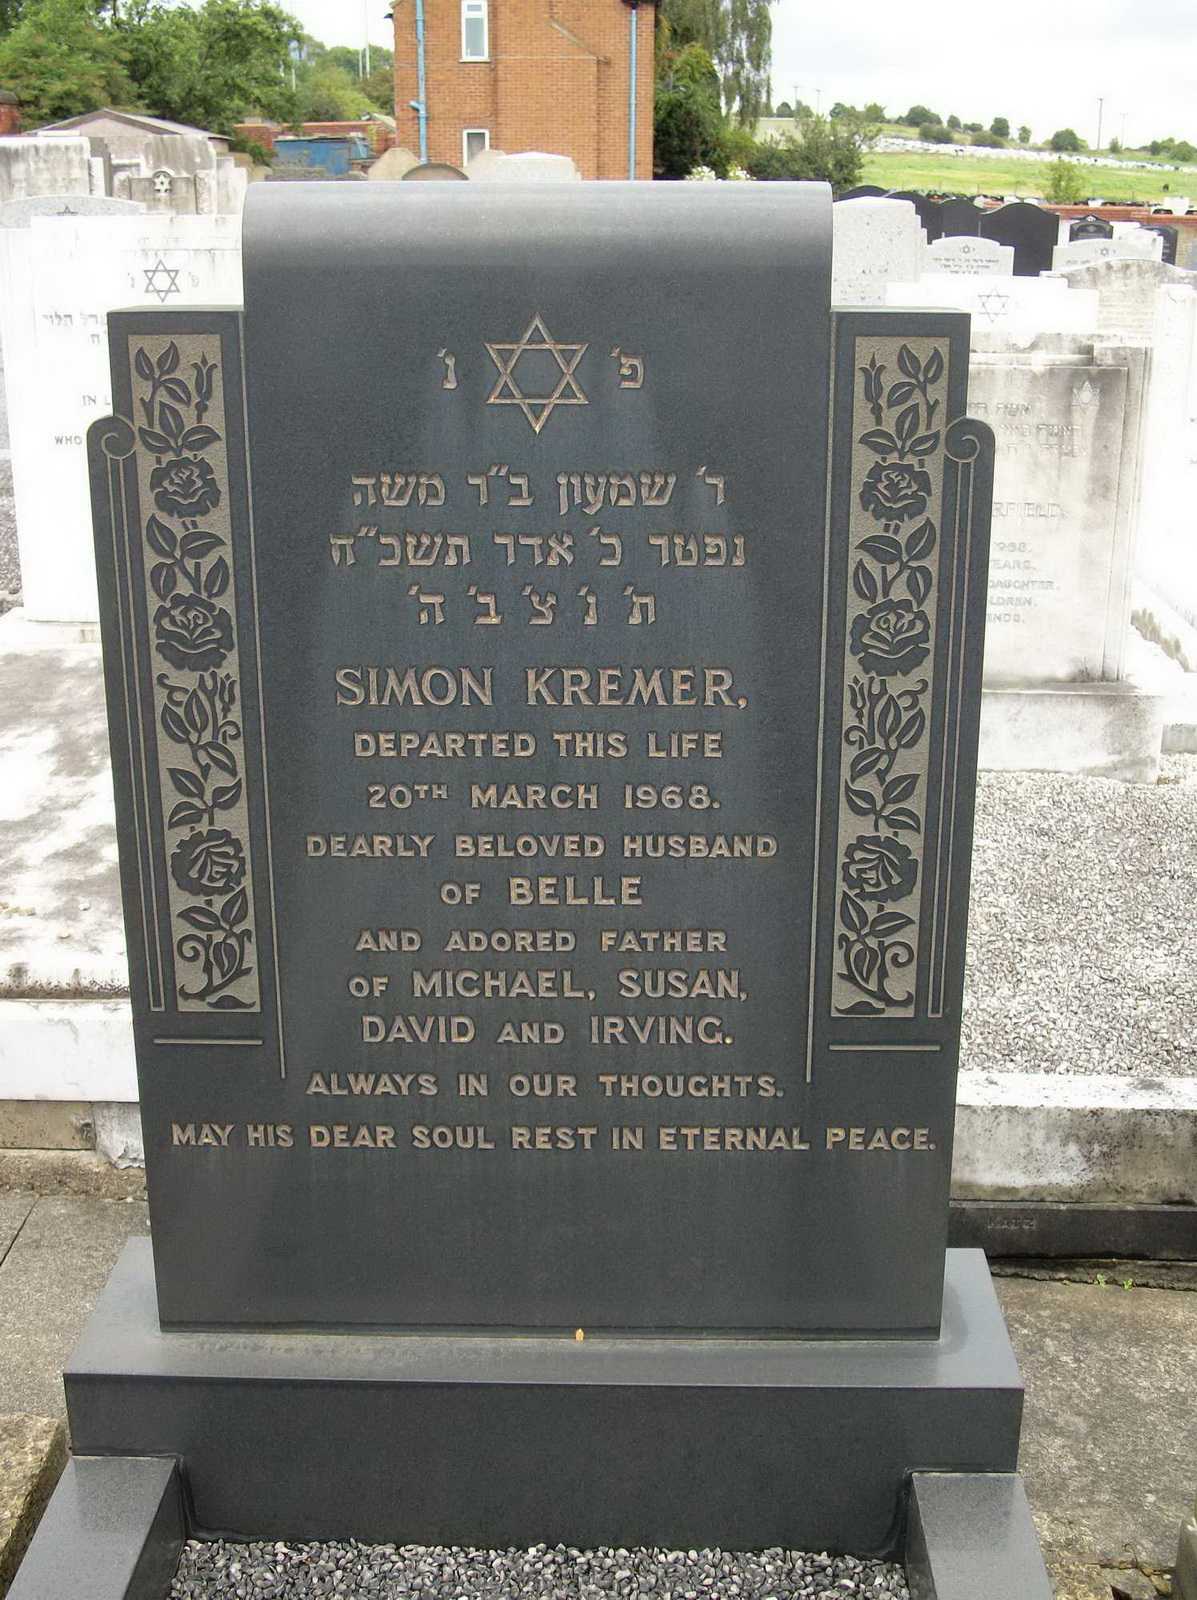 פ׳ נ׳
ר׳ שמעון ב״ר משה
נפטר כ׳ אדר תשכ״ח
ת׳ נ׳ צ׳ ב׳ ה׳
SIMON KREMER,
DEPARTED THIS LIFE
20TH MARCH 1968.
DEARLY BELOVED HUSBAND
OF BELLE
AND ADORED FATHER
OF MICHAEL, SUSAN,
DAVID AND IRVING.
ALWAYS IN OUR THOUGHTS.
MAY HIS DEAR SOUL REST IN ETERNAL PEACE.